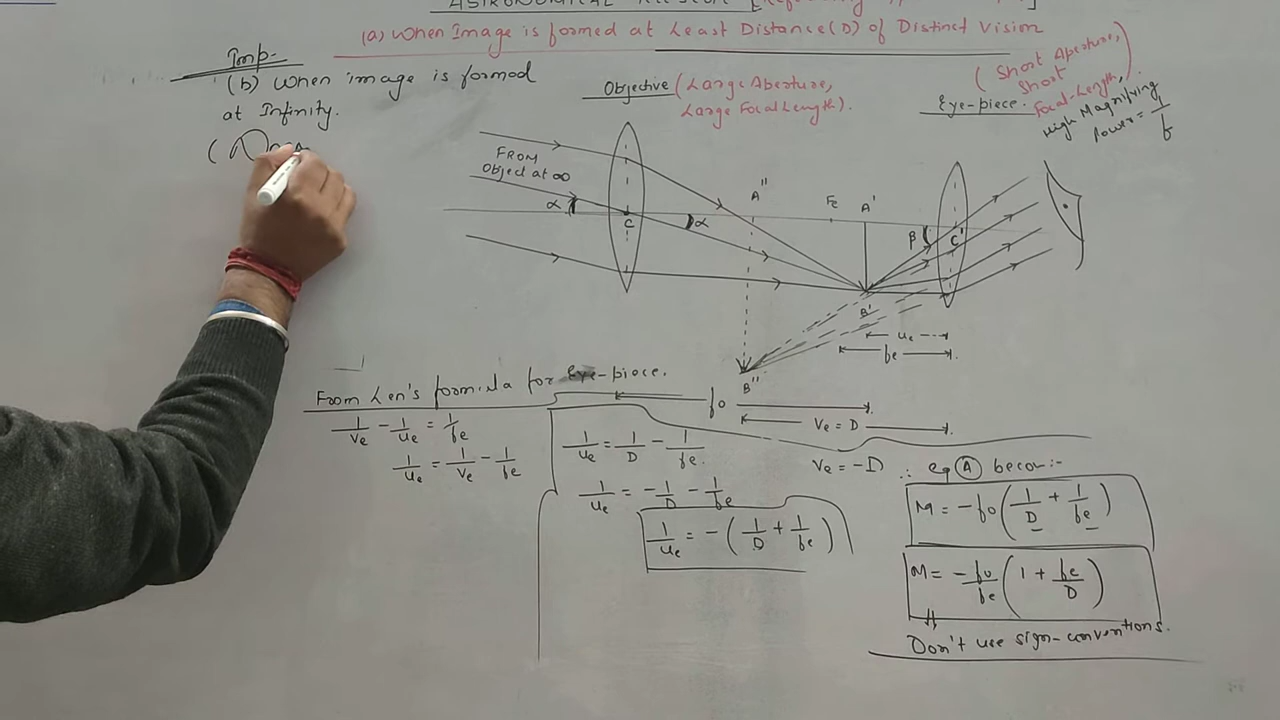 (a) When Image is formed at Least Distance(D) of Distinct Vision
Imp-
(b) When image is formed
at Infinity.
Objective (Large Aberture,
Large Focal Length).
(Short Aperture,
Short
Focal-Length,)
Eye-piece.
High Magnifying
Power = 1/f
FROM
Object at ∞
α
C
α
A''
Fe
A'
β
C'
B'
B''
ue
fe
fo
Ve = D
From Len's formula for Eye-piece.
1/Ve - 1/ue = 1/fe
1/ue = 1/Ve - 1/fe
1/ue = 1/D - 1/fe.
1/ue = -1/D - 1/fe
1/ue = -(1/D + 1/fe)
Ve = -D
∴ eq (A) becom:-
M = -fo(1/D + 1/fe)
M = -fo/fe(1 + fe/D)
Don't use sign-conventions.